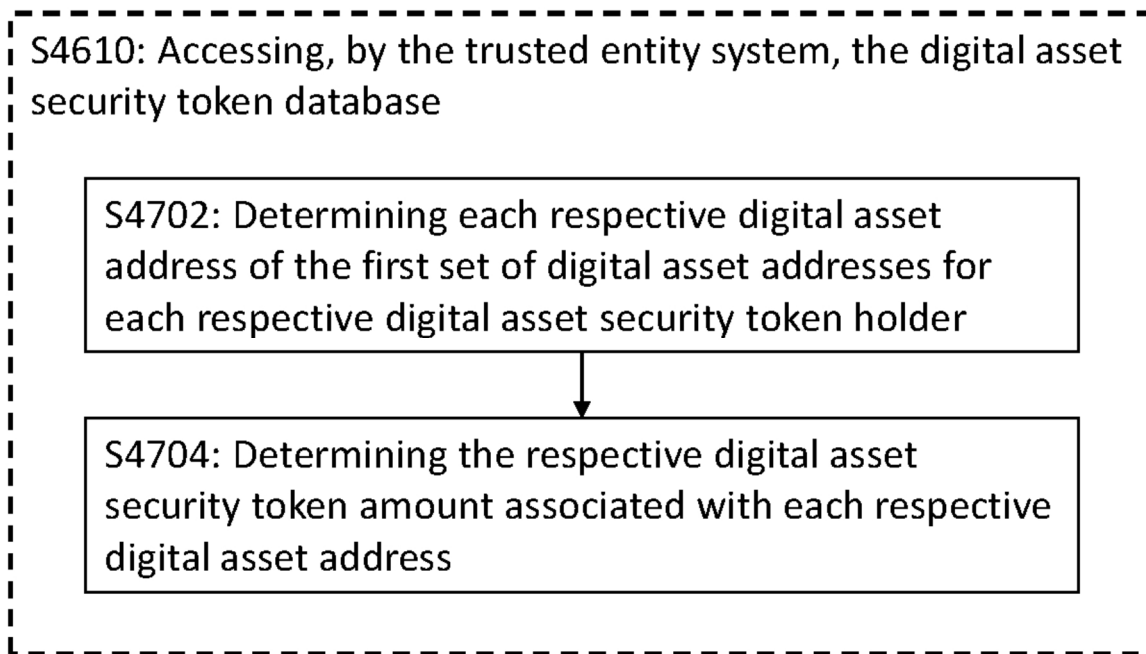 S4610: Accessing, by the trusted entity system, the digital asset
security token database
S4702: Determining each respective digital asset
address of the first set of digital asset addresses for
each respective digital asset security token holder
S4704: Determining the respective digital asset
security token amount associated with each respective
digital asset address